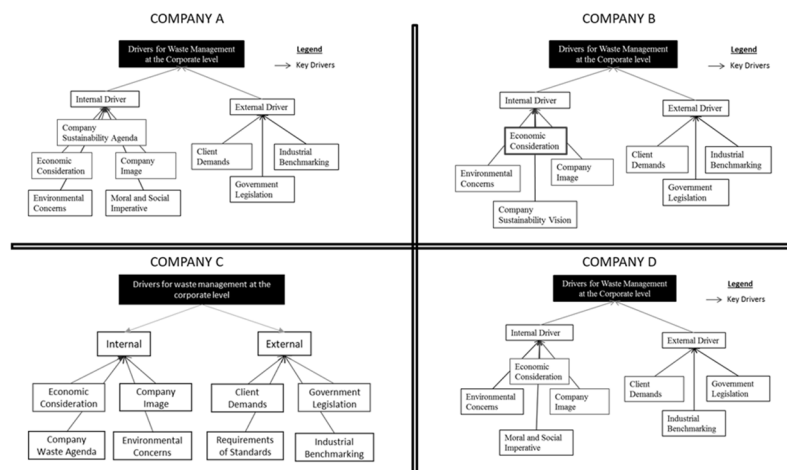 COMPANY A
Drivers for Waste Management
at the Corporate level
Legend
Key Drivers
Internal Driver
External Driver
Company
Sustainability Agenda
Economic
Consideration
Company
Image
Environmental
Concerns
Moral and Social
Imperative
Client
Demands
Industrial
Benchmarking
Government
Legislation
COMPANY B
Drivers for Waste Management
at the Corporate level
Legend
Key Drivers
Internal Driver
External Driver
Economic
Consideration
Environmental
Concerns
Company
Image
Company
Sustainability Vision
Client
Demands
Industrial
Benchmarking
Government
Legislation
COMPANY C
Drivers for waste management at the
corporate level
Internal
External
Economic
Consideration
Company
Image
Client
Demands
Government
Legislation
Company
Waste Agenda
Environmental
Concerns
Requirements
of Standards
Industrial
Benchmarking
COMPANY D
Drivers for Waste Management
at the Corporate level
Legend
Key Drivers
Internal Driver
External Driver
Economic
Consideration
Environmental
Concerns
Company
Image
Moral and Social
Imperative
Client
Demands
Government
Legislation
Industrial
Benchmarking